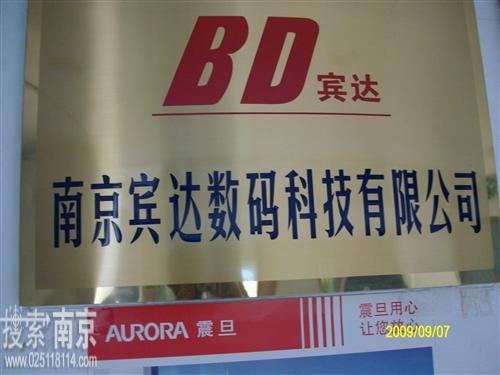 BD 宾达
南京宾达数码科技有限公司
AURORA 震旦
震旦用心
让您放心
2009/09/07
搜索南京
www.025118114.com